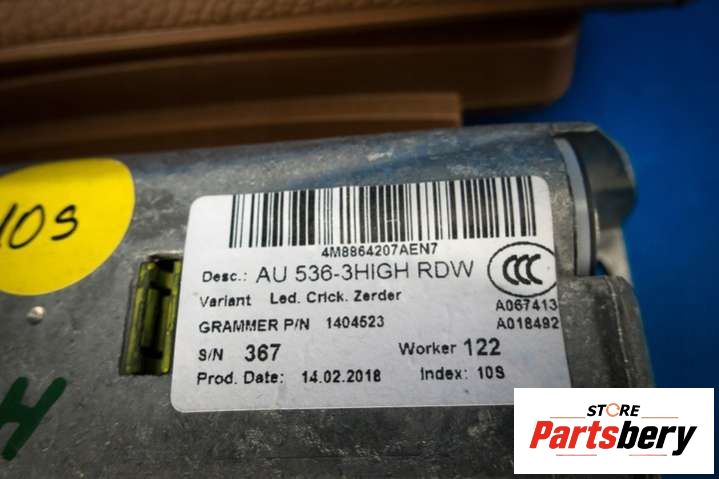 10S
4M8864207AEN7
Desc.: AU 536-3HIGH RDW
CCC
Variant Led. Crick. Zerder
A067413
GRAMMER P/N 1404523
A018492
S/N 367 Worker 122
Prod. Date: 14.02.2018 Index: 10S
H
STORE
Partsbery